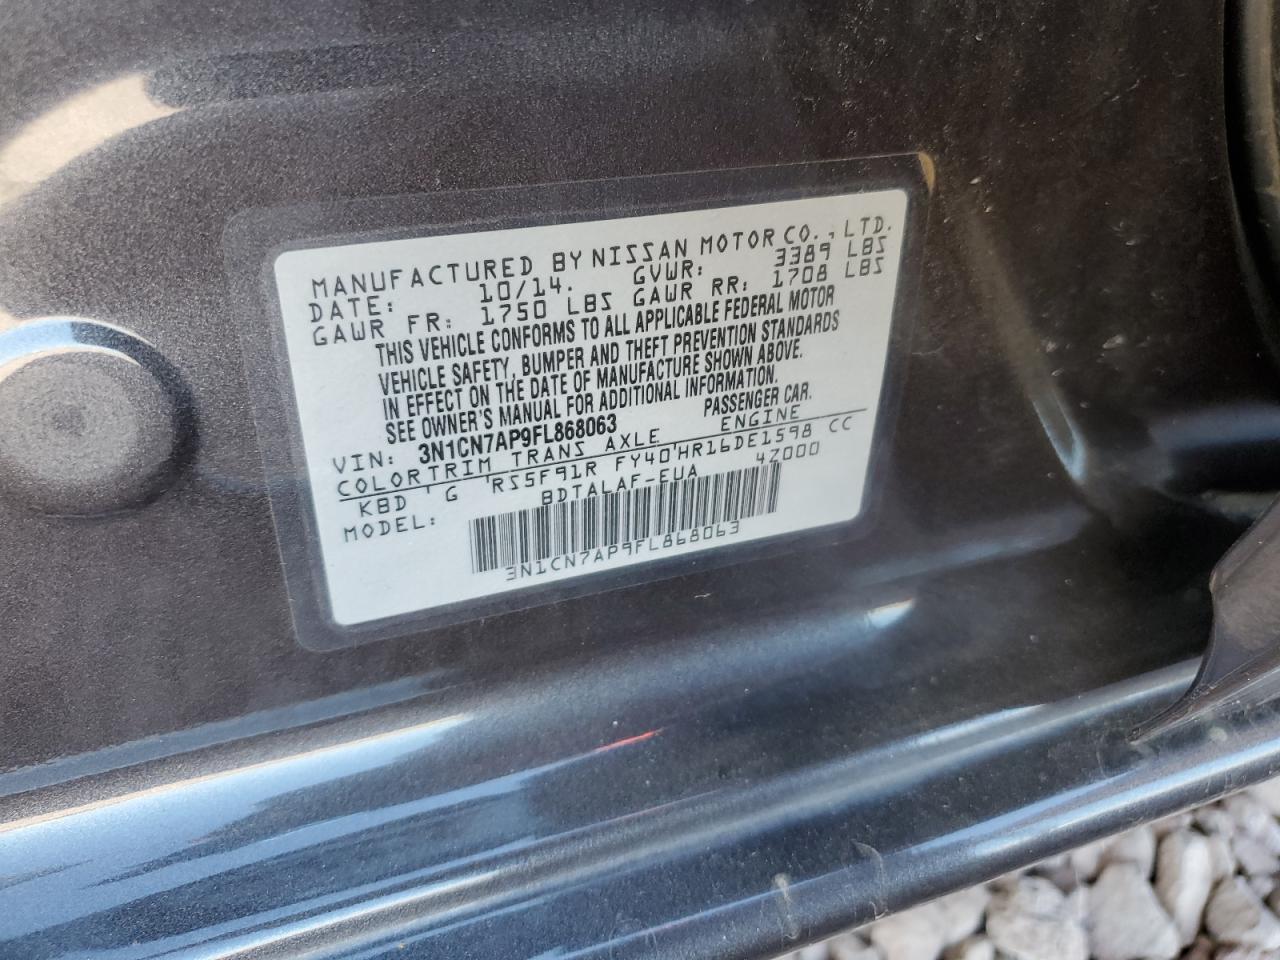 MANUFACTURED BY NISSAN MOTOR CO., LTD.
DATE: 10/14. GVWR: 3389 LBS
GAWR FR: 1750 LBS GAWR RR: 1708 LBS
THIS VEHICLE CONFORMS TO ALL APPLICABLE FEDERAL MOTOR
VEHICLE SAFETY, BUMPER AND THEFT PREVENTION STANDARDS
IN EFFECT ON THE DATE OF MANUFACTURE SHOWN ABOVE.
SEE OWNER'S MANUAL FOR ADDITIONAL INFORMATION.
VIN: 3N1CN7AP9FL868063 PASSENGER CAR.
COLOR TRIM TRANS AXLE ENGINE
KBD G RS5F91R FY40 HR16DE1598 CC
MODEL: BDTALAF-EUA 4Z000
3N1CN7AP9FL868063